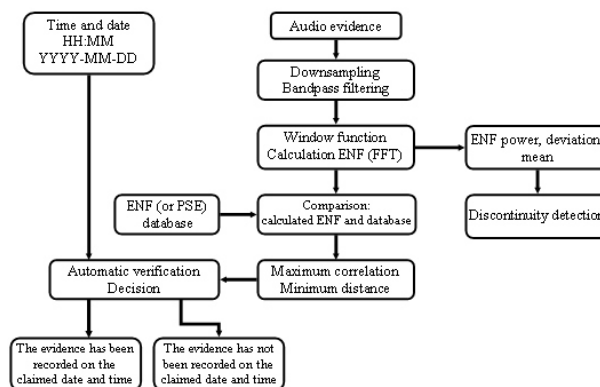 Time and date
HH:MM
YYYY-MM-DD
Audio evidence
Downsampling
Bandpass filtering
Window function
Calculation ENF (FFT)
ENF power, deviation
mean
ENF (or PSE)
database
Comparison:
calculated ENF and database
Discontinuity detection
Automatic verification
Decision
Maximum correlation
Minimum distance
The evidence has been
recorded on the
claimed date and time
The evidence has not
been recorded on the
claimed date and time